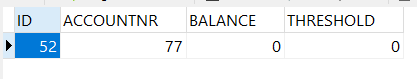 ID ACCOUNTNR BALANCE THRESHOLD
52 77 0 0